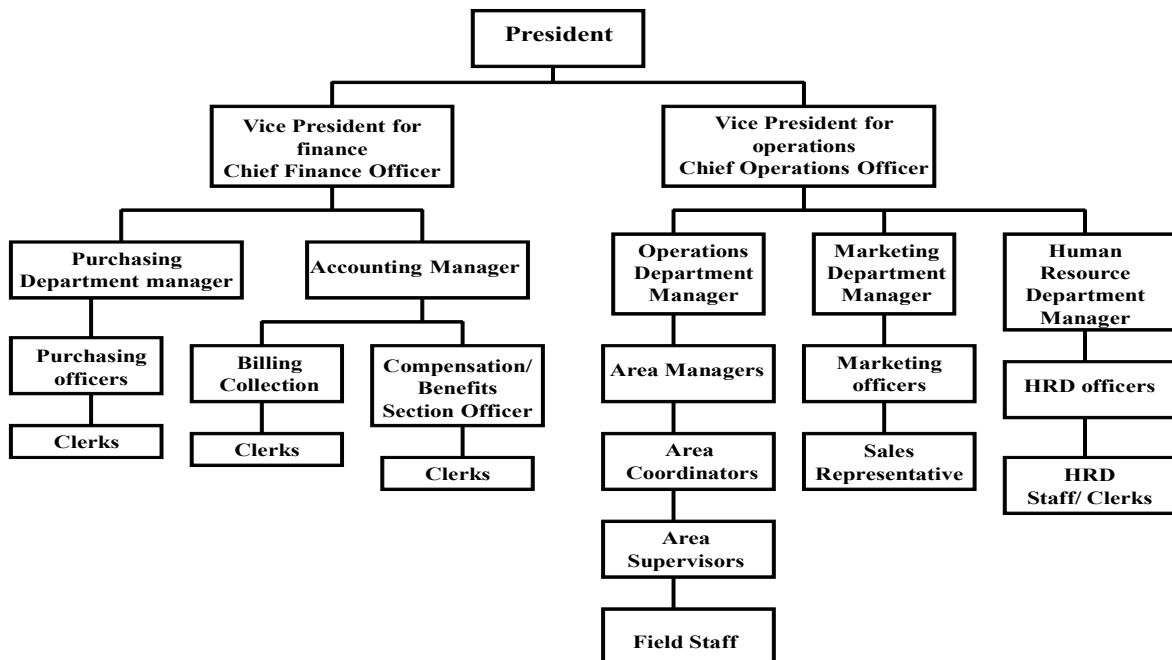 President
Vice President for
finance
Chief Finance Officer
Vice President for
operations
Chief Operations Officer
Purchasing
Department manager
Accounting Manager
Operations
Department
Manager
Marketing
Department
Manager
Human
Resource
Department
Manager
Purchasing
officers
Billing
Collection
Compensation/
Benefits
Section Officer
Area Managers
Marketing
officers
HRD officers
Clerks
Clerks
Clerks
Area
Coordinators
Sales
Representative
HRD
Staff/ Clerks
Area
Supervisors
Field Staff